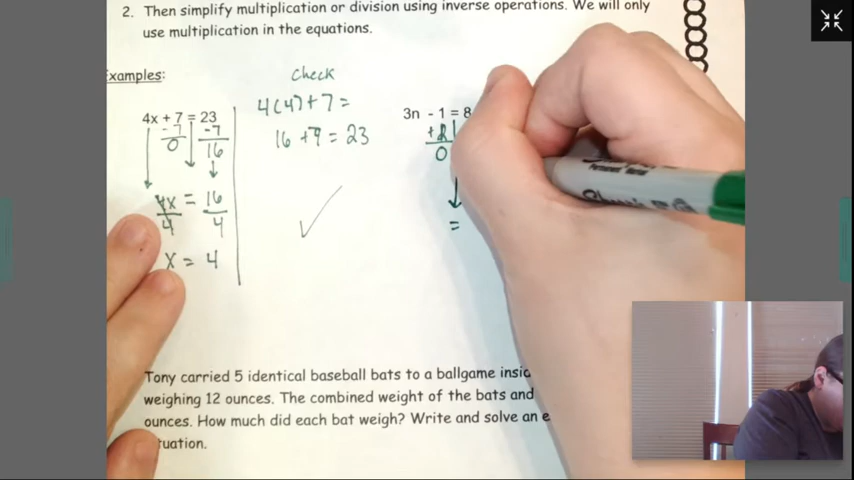 2. Then simplify multiplication or division using inverse operations. We will only
use multiplication in the equations.
xamples:
check
4x + 7 = 23
-7 -7
0 16
4x = 16
4 4
x = 4
4(4)+7 =
16 +7 = 23
3n - 1 = 8
+1
0
=
Tony carried 5 identical baseball bats to a ballgame
weighing 12 ounces. The combined weight of the bats and
ounces. How much did each bat weigh? Write and solve an
tuation.